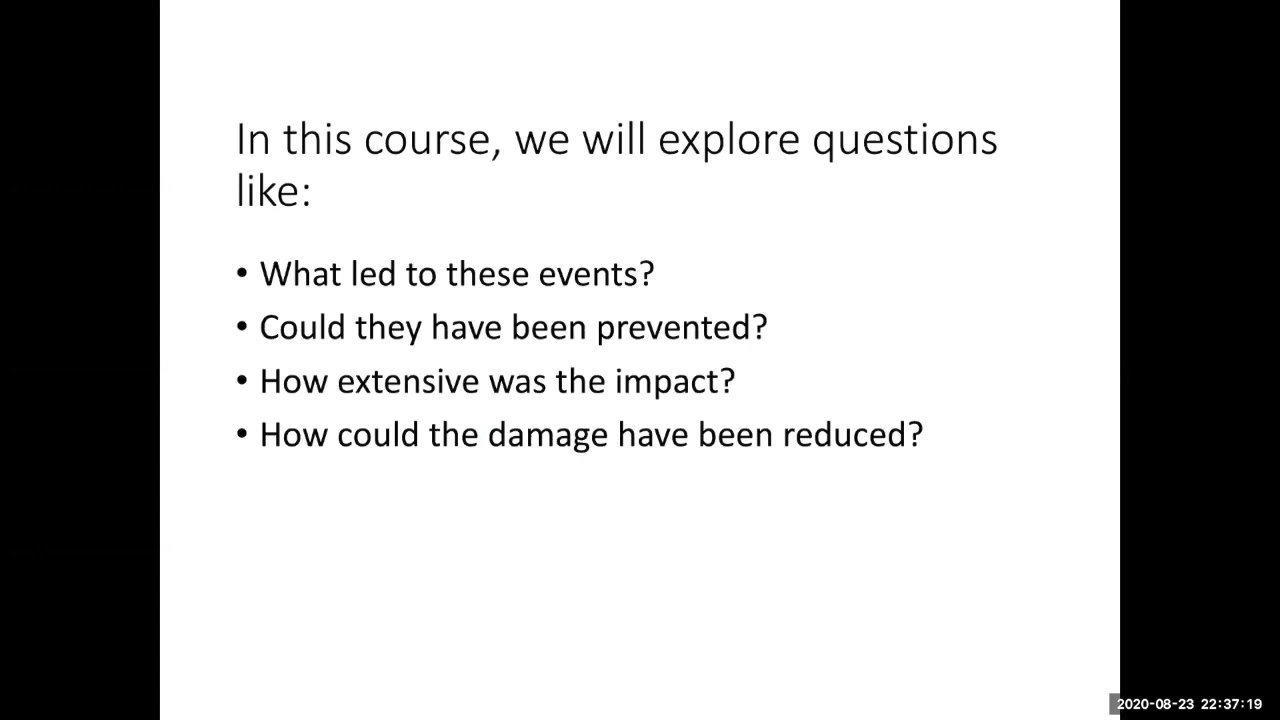 In this course, we will explore questions
like:
• What led to these events?
• Could they have been prevented?
• How extensive was the impact?
• How could the damage have been reduced?
2020-08-23 22:37:19